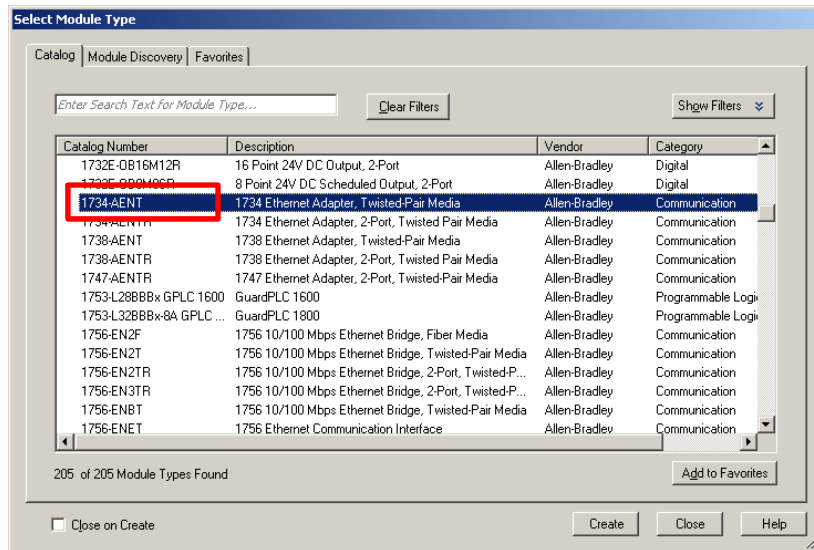 Select Module Type
Catalog Module Discovery Favorites
Enter Search Text for Module Type... Clear Filters Show Filters
Catalog Number Description Vendor Category
1732E-OB16M12R 16 Point 24V DC Output, 2-Port Allen-Bradley Digital
1732E-OB8M8SR 8 Point 24V DC Scheduled Output, 2-Port Allen-Bradley Digital
1734-AENT 1734 Ethernet Adapter, Twisted-Pair Media Allen-Bradley Communication
1734-AENTR 1734 Ethernet Adapter, 2-Port, Twisted-Pair Media Allen-Bradley Communication
1738-AENT 1738 Ethernet Adapter, Twisted-Pair Media Allen-Bradley Communication
1738-AENTR 1738 Ethernet Adapter, 2-Port, Twisted-Pair Media Allen-Bradley Communication
1747-AENTR 1747 Ethernet Adapter, 2-Port, Twisted-Pair Media Allen-Bradley Communication
1753-L28BBBx GPLC 1600 GuardPLC 1600 Allen-Bradley Programmable Logi
1753-L32BBBx-8A GPLC ... GuardPLC 1800 Allen-Bradley Programmable Logi
1756-EN2F 1756 10/100 Mbps Ethernet Bridge, Fiber Media Allen-Bradley Communication
1756-EN2T 1756 10/100 Mbps Ethernet Bridge, Twisted-Pair Media Allen-Bradley Communication
1756-EN2TR 1756 10/100 Mbps Ethernet Bridge, 2-Port, Twisted-P... Allen-Bradley Communication
1756-EN3TR 1756 10/100 Mbps Ethernet Bridge, 2-Port, Twisted-P... Allen-Bradley Communication
1756-ENBT 1756 10/100 Mbps Ethernet Bridge, Twisted-Pair Media Allen-Bradley Communication
1756-ENET 1756 Ethernet Communication Interface Allen-Bradley Communication
205 of 205 Module Types Found Add to Favorites
Close on Create Create Close Help